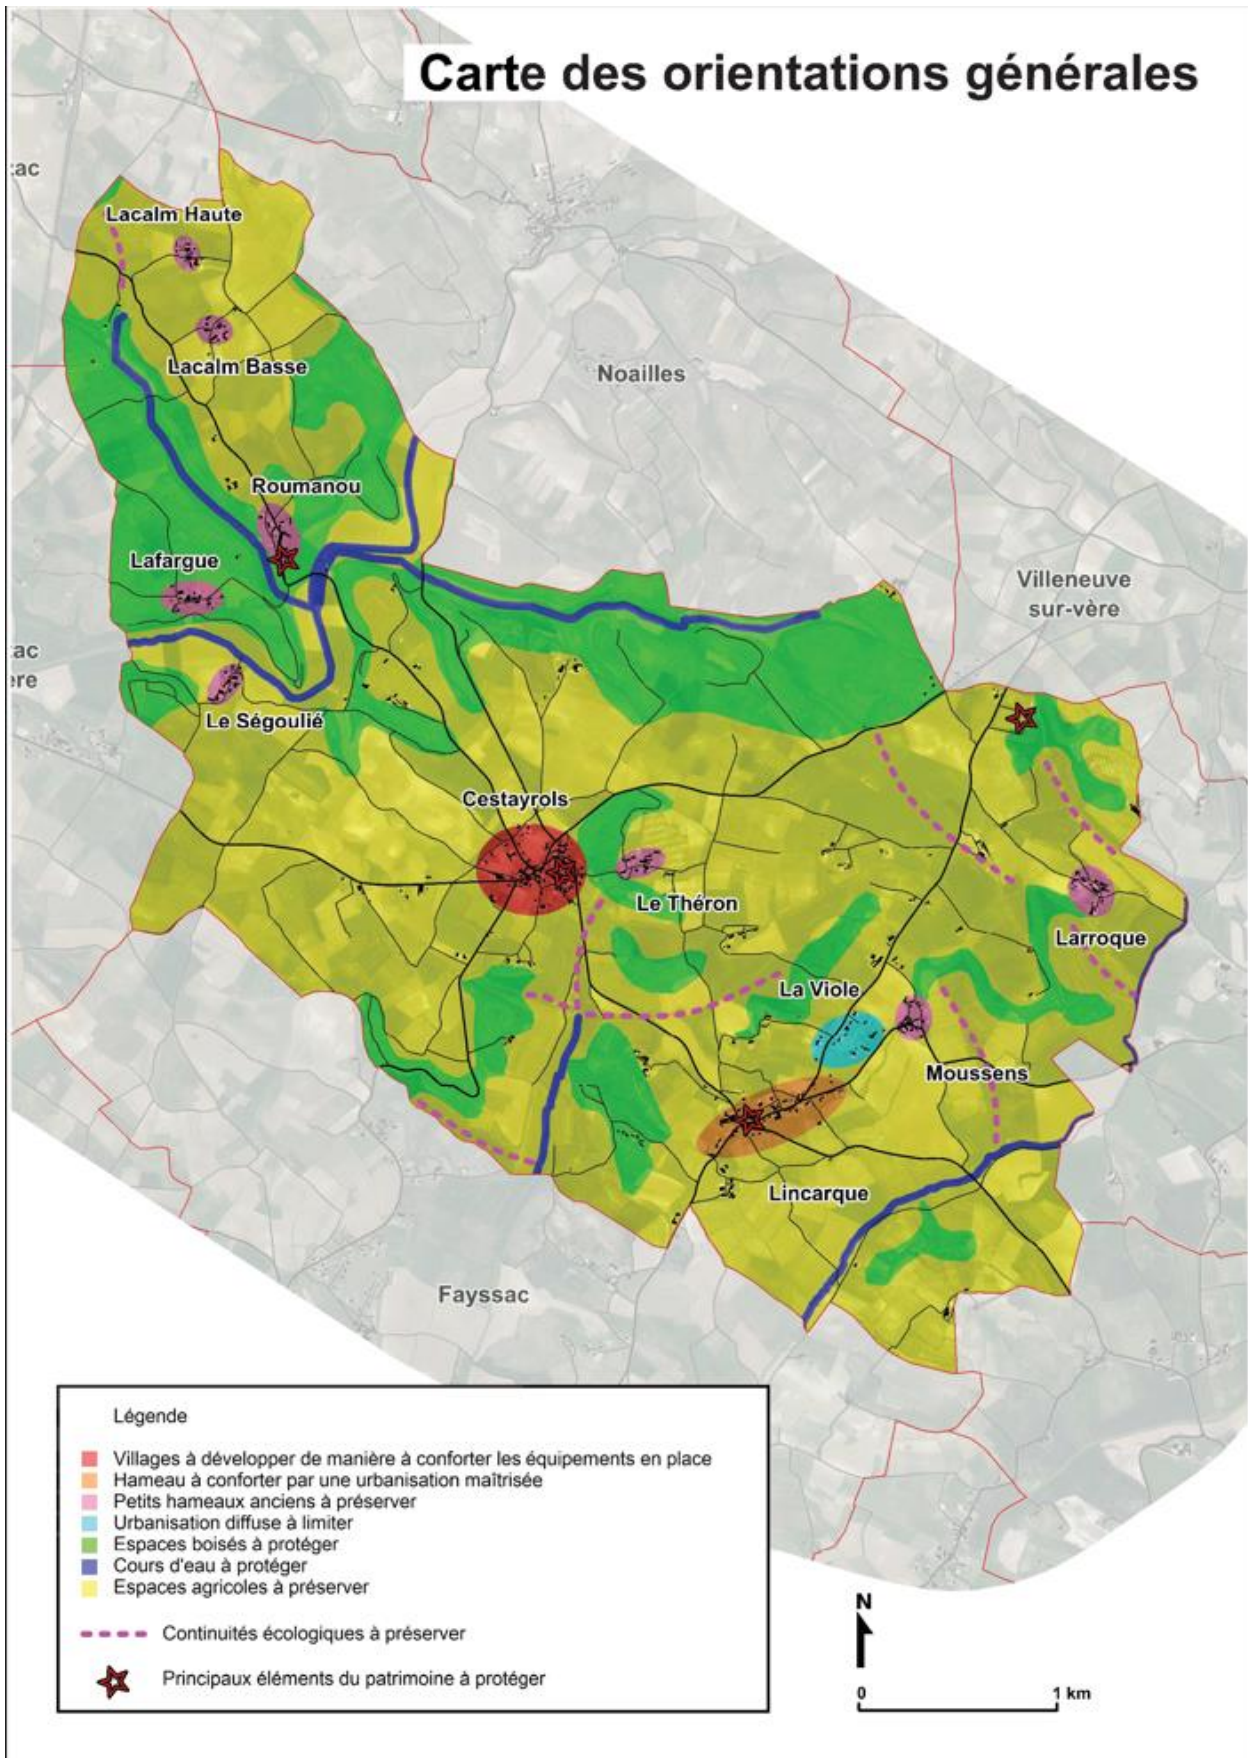 Carte des orientations générales
zac
Lacalm Haute
Lacalm Basse
Noailles
Roumanou
Lafargue
Villeneuve
sur-vère
ac
ère
Le Ségoulié
Cestayrols
Le Théron
Larroque
La Viole
Moussens
Lincarque
Fayssac
Légende
Villages à développer de manière à conforter les équipements en place
Hameau à conforter par une urbanisation maîtrisée
Petits hameaux anciens à préserver
Urbanisation diffuse à limiter
Espaces boisés à protéger
Cours d'eau à protéger
Espaces agricoles à préserver
Continuités écologiques à préserver
Principaux éléments du patrimoine à protéger
N
0 1 km